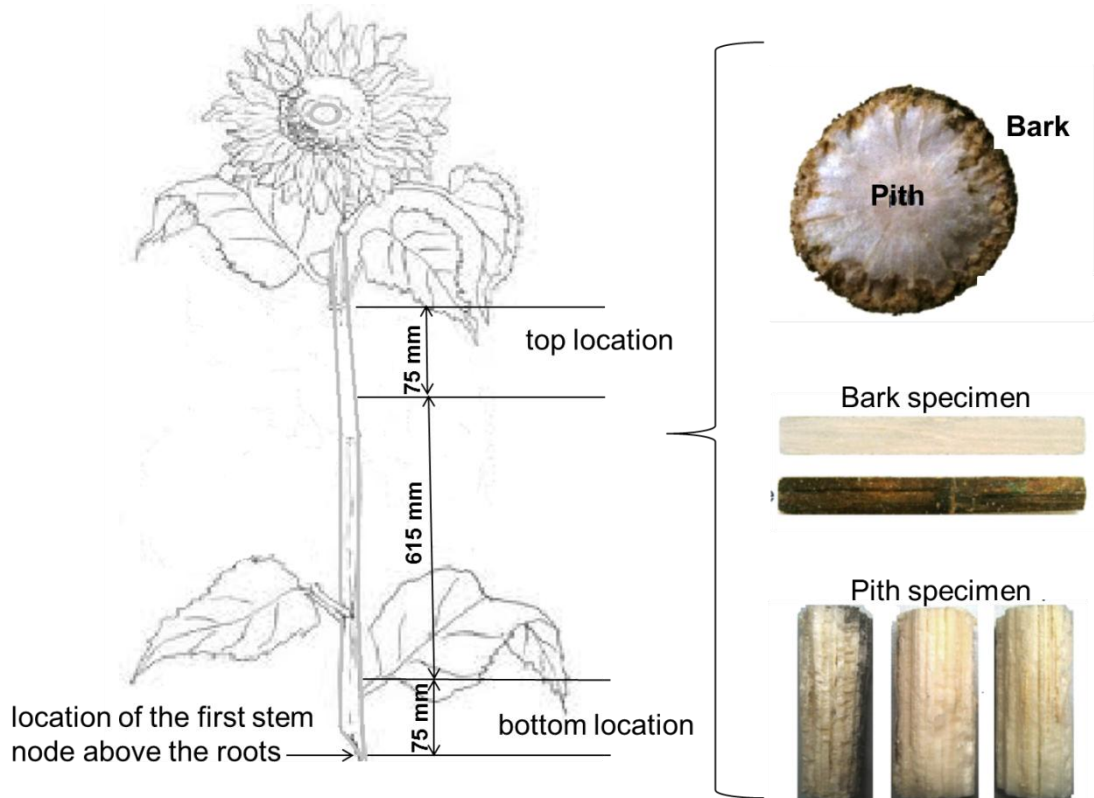 Bark
Pith
75 mm
top location
Bark specimen
615 mm
Pith specimen
75 mm
bottom location
location of the first stem
node above the roots